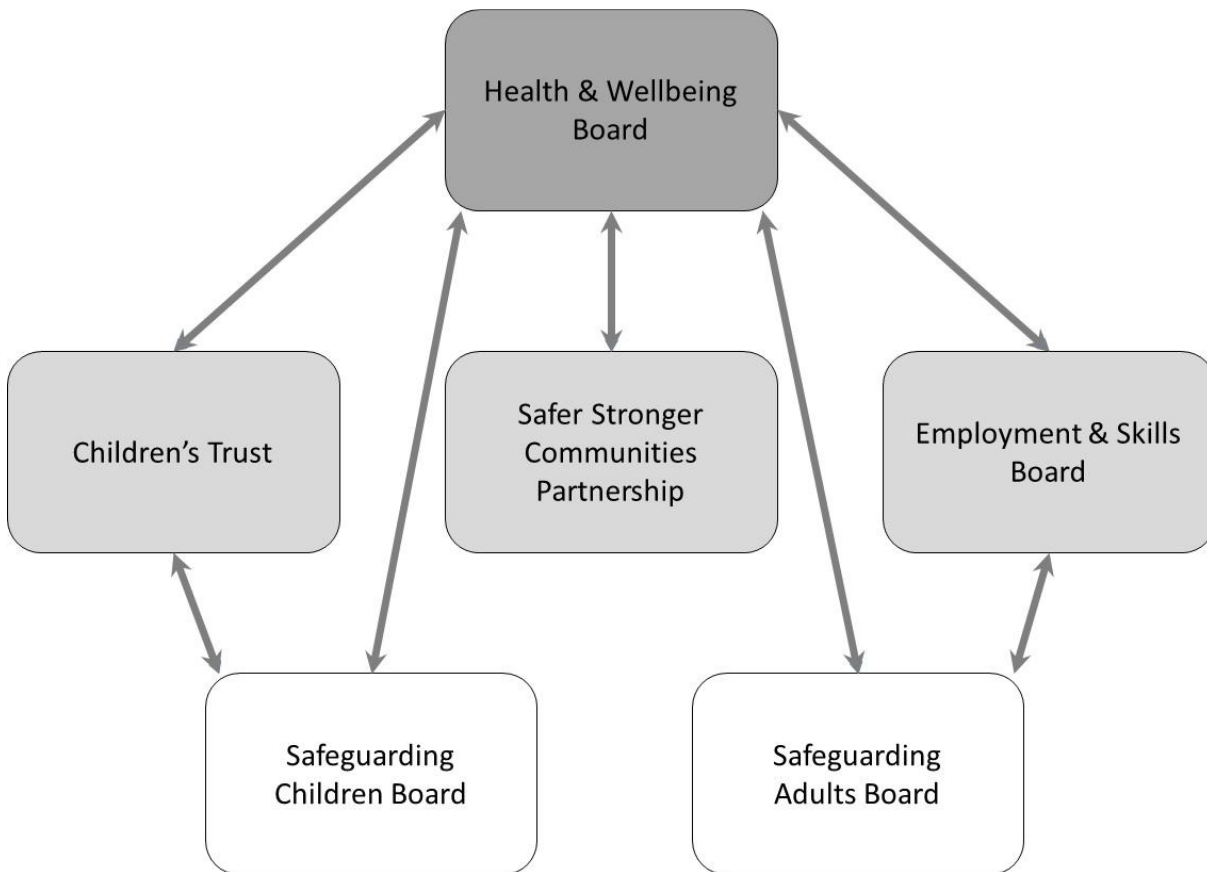 Health & Wellbeing
Board
Children’s Trust
Safer Stronger
Communities
Partnership
Employment & Skills
Board
Safeguarding
Children Board
Safeguarding
Adults Board